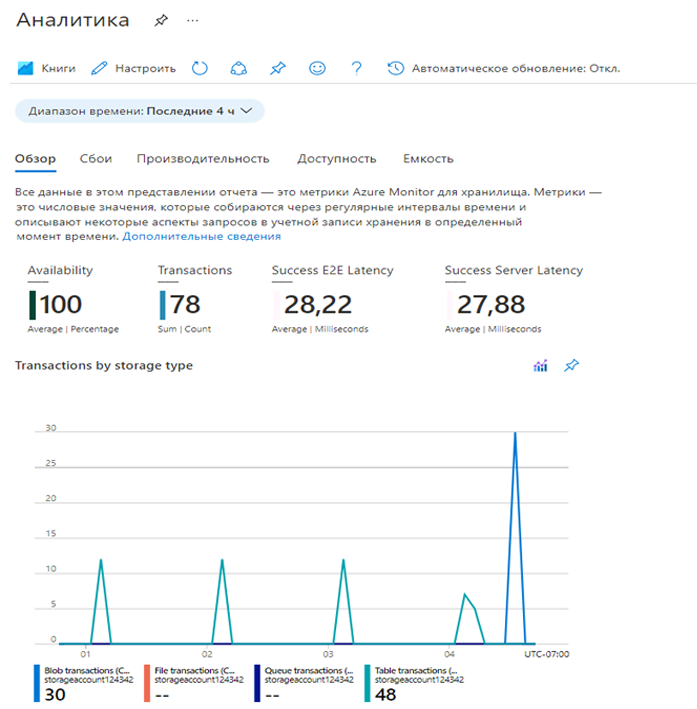 Аналитика
Книги Настроить ? Автоматическое обновление: Откл.
Диапазон времени: Последние 4 ч
Обзор Сбои Производительность Доступность Емкость
Все данные в этом представлении отчета — это метрики Azure Monitor для хранилища. Метрики —
это числовые значения, которые собираются через регулярные интервалы времени и
описывают некоторые аспекты запросов в учетной записи хранения в определенный
момент времени. Дополнительные сведения
Availability Transactions Success E2E Latency Success Server Latency
100 78 28,22 27,88
Average | Percentage Sum | Count Average | Milliseconds Average | Milliseconds
Transactions by storage type
30
25
20
15
10
5
0
01 02 03 04 UTC-07:00
Blob transactions (C... File transactions (C... Queue transactions (... Table transactions (...
storageaccount124342 storageaccount124342 storageaccount124342 storageaccount124342
30 -- -- 48